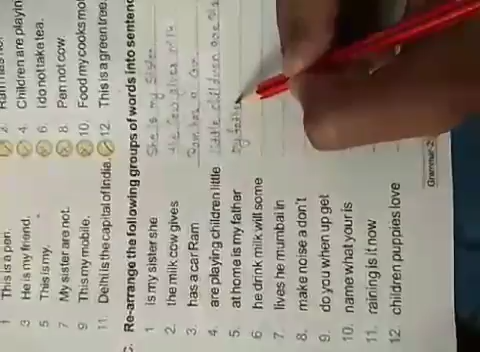 1 This is a pen.
2.
3 He is my friend.
4. Children are playin
5 This is my.
6. I do not take tea.
7 My sister are not.
8. Pen not cow.
9 This my mobile.
10. Food my cooks mot
11. Delhi is the capital of India.
12. This is a green tree.
c. Re-arrange the following groups of words into sentenc
1 is my sister she
She is my sister
2. the milk cow gives
the cow gives milk
3. has a car Ram
Ram has a car
4. are playing children little
little children are pla
5. at home is my father
my fathe
6 he drink milk will some
7. lives he mumbai in
8. make noise a don't
9. do you when up get
10. name what your is
11. raining is it now
12 children puppies love
Grammar-2